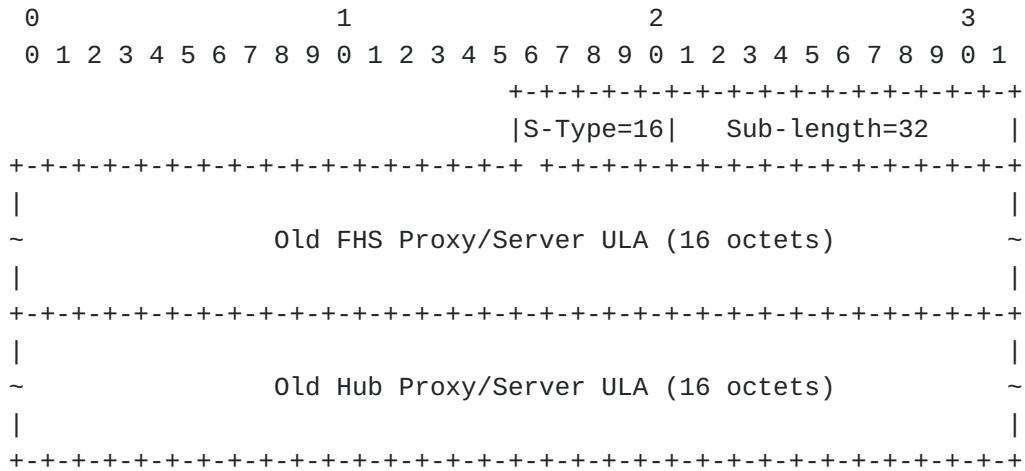 0                   1                   2                   3
 0 1 2 3 4 5 6 7 8 9 0 1 2 3 4 5 6 7 8 9 0 1 2 3 4 5 6 7 8 9 0 1
                                +-+-+-+-+-+-+-+-+-+-+-+-+-+-+-+-+
                                |S-Type=16|   Sub-length=32     |
+-+-+-+-+-+-+-+-+-+-+-+-+-+-+-+-+ +-+-+-+-+-+-+-+-+-+-+-+-+-+-+-+
|                                                               |
~                Old FHS Proxy/Server ULA (16 octets)           ~
|                                                               |
+-+-+-+-+-+-+-+-+-+-+-+-+-+-+-+-+-+-+-+-+-+-+-+-+-+-+-+-+-+-+-+-+
|                                                               |
~                Old Hub Proxy/Server ULA (16 octets)           ~
|                                                               |
+-+-+-+-+-+-+-+-+-+-+-+-+-+-+-+-+-+-+-+-+-+-+-+-+-+-+-+-+-+-+-+-+